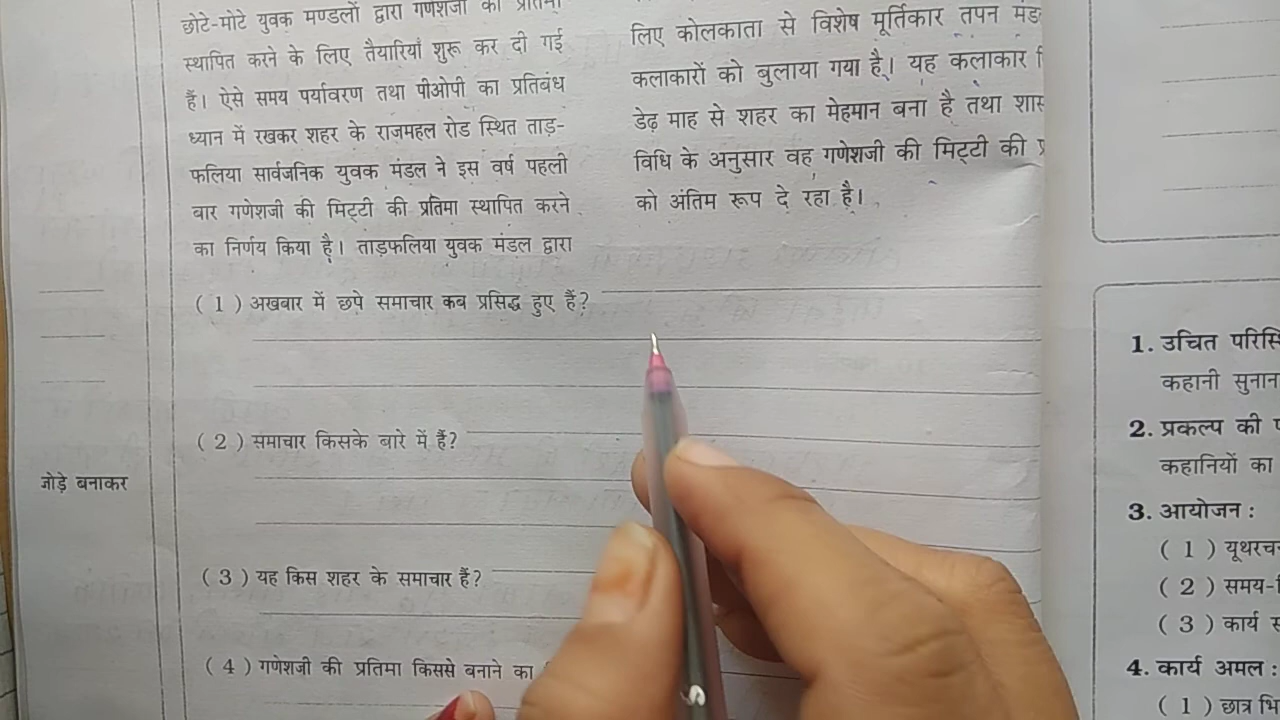 छोटे-मोटे युवक मण्डलों द्वारा गणेशजी की प्रतिमा
स्थापित करने के लिए तैयारियाँ शुरू कर दी गई
हैं। ऐसे समय पर्यावरण तथा पीओपी का प्रतिबंध
ध्यान में रखकर शहर के राजमहल रोड स्थित ताड़-
फलिया सार्वजनिक युवक मंडल ने इस वर्ष पहली
बार गणेशजी की मिट्टी की प्रतिमा स्थापित करने
का निर्णय किया है। ताड़फलिया युवक मंडल द्वारा
लिए कोलकाता से विशेष मूर्तिकार तपन
कलाकारों को बुलाया गया है। यह कलाकार
डेढ़ माह से शहर का मेहमान बना है तथा
विधि के अनुसार वह गणेशजी की मिट्टी की
को अंतिम रूप दे रहा है।
( 1 ) अखबार में छपे समाचार कब प्रसिद्ध हुए हैं?
( 2 ) समाचार किसके बारे में हैं?
( 3 ) यह किस शहर के समाचार हैं?
( 4 ) गणेशजी की प्रतिमा किससे बनाने का
जोड़े बनाकर
1. उचित
कहानी
2. प्रकल्प की
कहानियों का
3. आयोजन :
( 1 )
( 2 )
( 3 ) कार्य
4. कार्य अमल :
( 1 ) छात्र